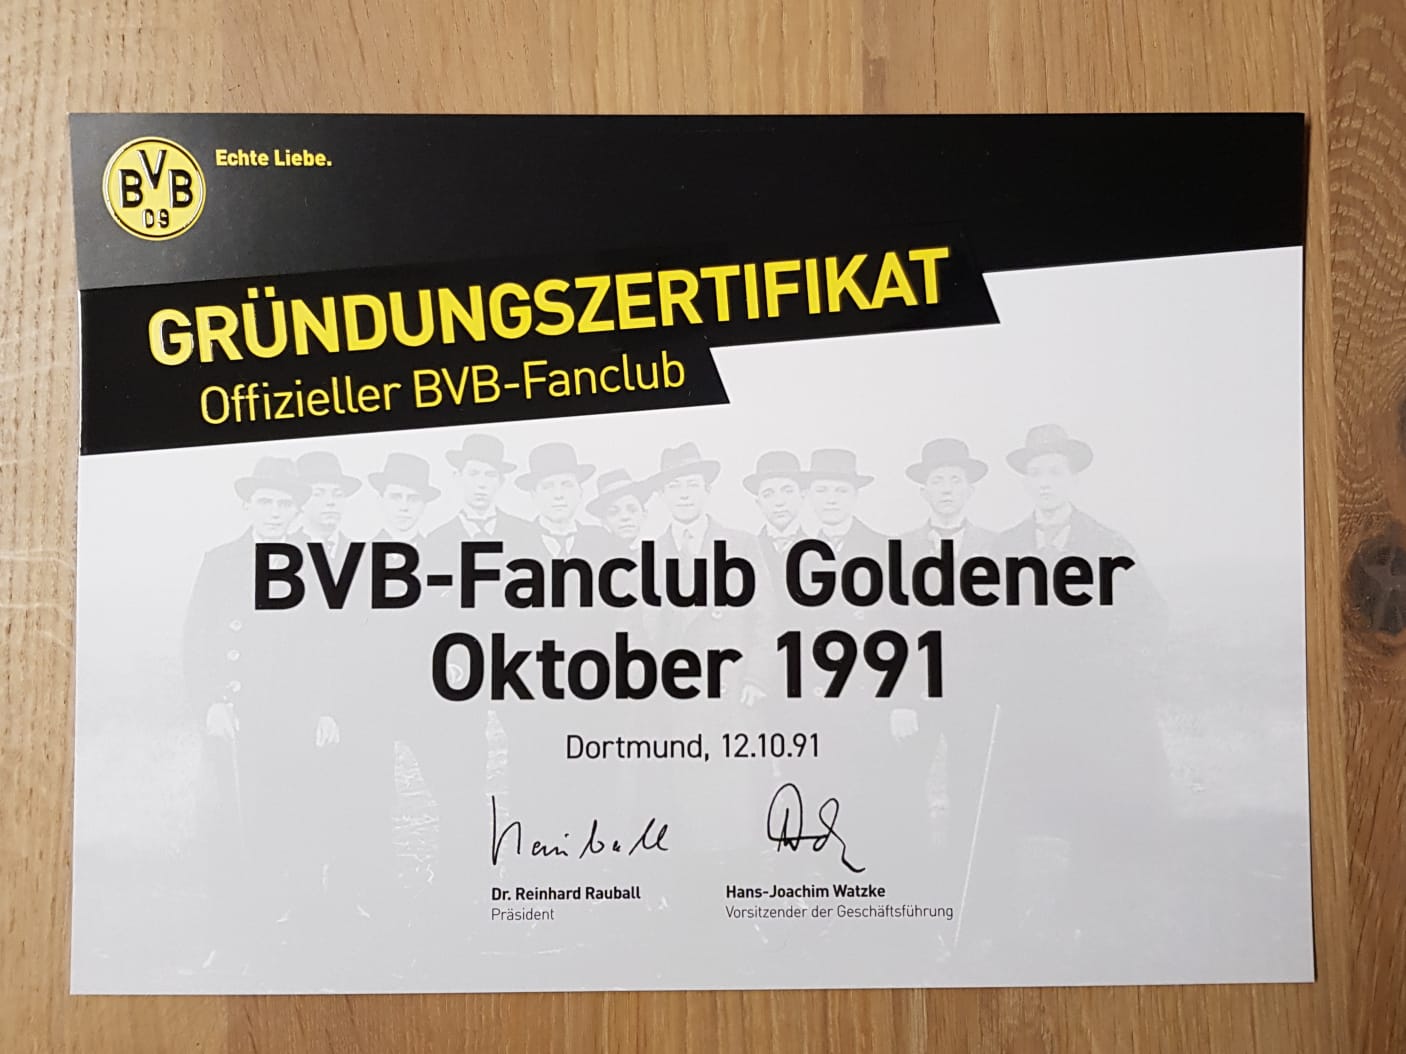 BVB
09
Echte Liebe.
GRÜNDUNGSZERTIFIKAT
Offizieller BVB-Fanclub
BVB-Fanclub Goldener
Oktober 1991
Dortmund, 12.10.91
Dr. Reinhard Rauball
Präsident
Hans-Joachim Watzke
Vorsitzender der Geschäftsführung